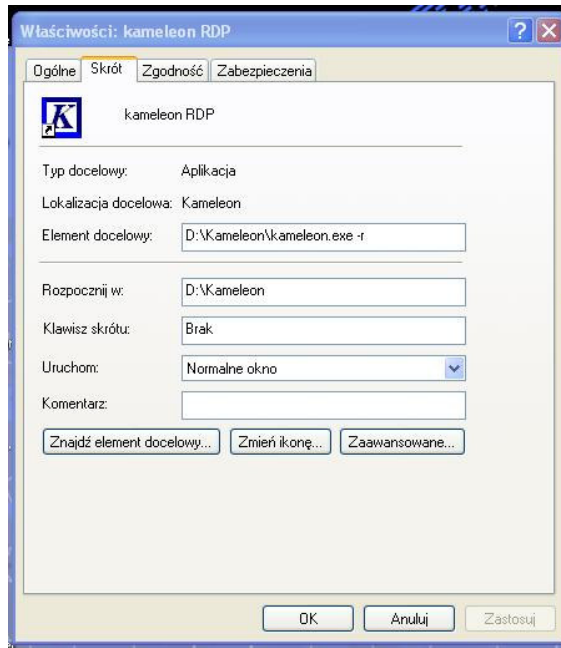 Właściwości: kameleon RDP
Ogólne Skrót Zgodność Zabezpieczenia
K
kameleon RDP
Typ docelowy: Aplikacja
Lokalizacja docelowa: Kameleon
Element docelowy: D:\Kameleon\kameleon.exe -r
Rozpocznij w: D:\Kameleon
Klawisz skrótu: Brak
Uruchom: Normalne okno
Komentarz:
Znajdź element docelowy... Zmień ikonę... Zaawansowane...
OK Anuluj Zastosuj